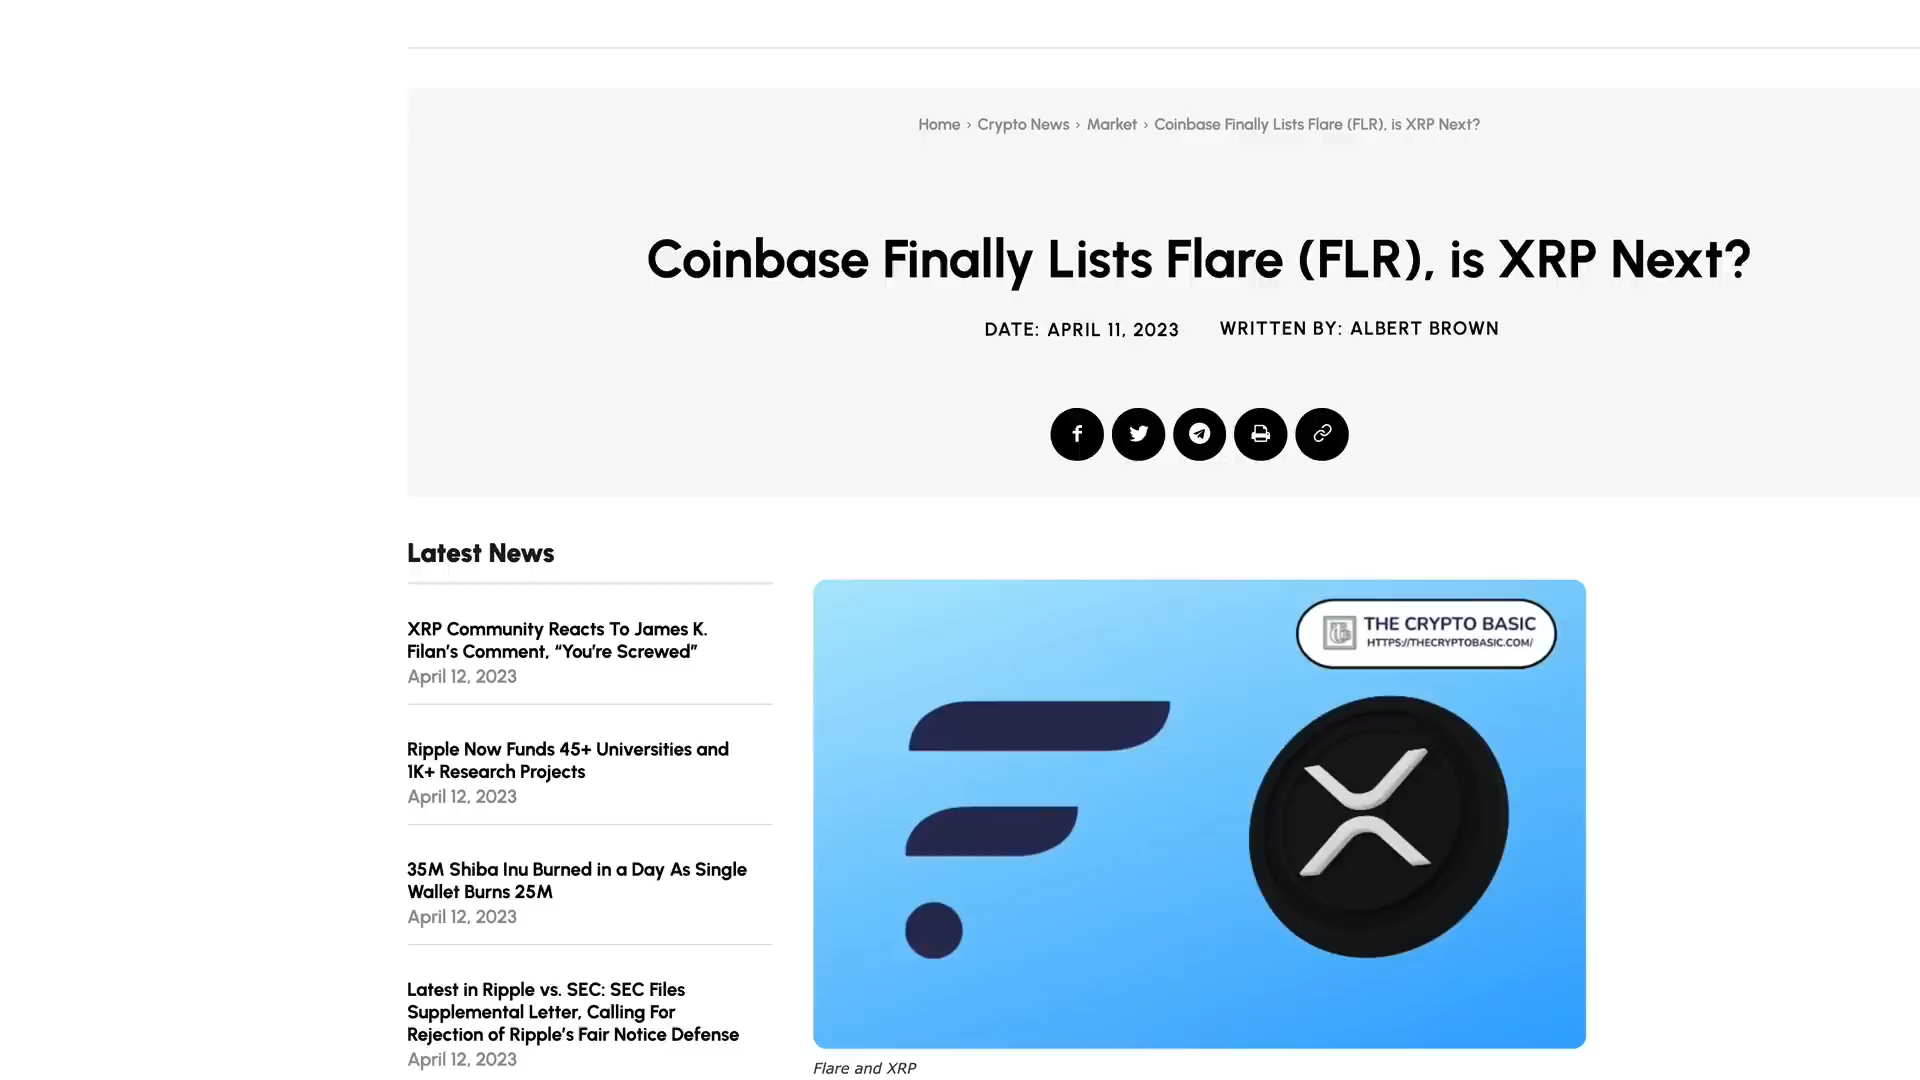 Home › Crypto News › Market › Coinbase Finally Lists Flare (FLR), is XRP Next?
Coinbase Finally Lists Flare (FLR), is XRP Next?
DATE: APRIL 11, 2023 WRITTEN BY: ALBERT BROWN
Latest News
XRP Community Reacts To James K.
Filan’s Comment, “You’re Screwed”
April 12, 2023
Ripple Now Funds 45+ Universities and
1K+ Research Projects
April 12, 2023
35M Shiba Inu Burned in a Day As Single
Wallet Burns 25M
April 12, 2023
Latest in Ripple vs. SEC: SEC Files
Supplemental Letter, Calling For
Rejection of Ripple’s Fair Notice Defense
April 12, 2023
THE CRYPTO BASIC
HTTPS://THECRYPTOBASIC.COM/
Flare and XRP